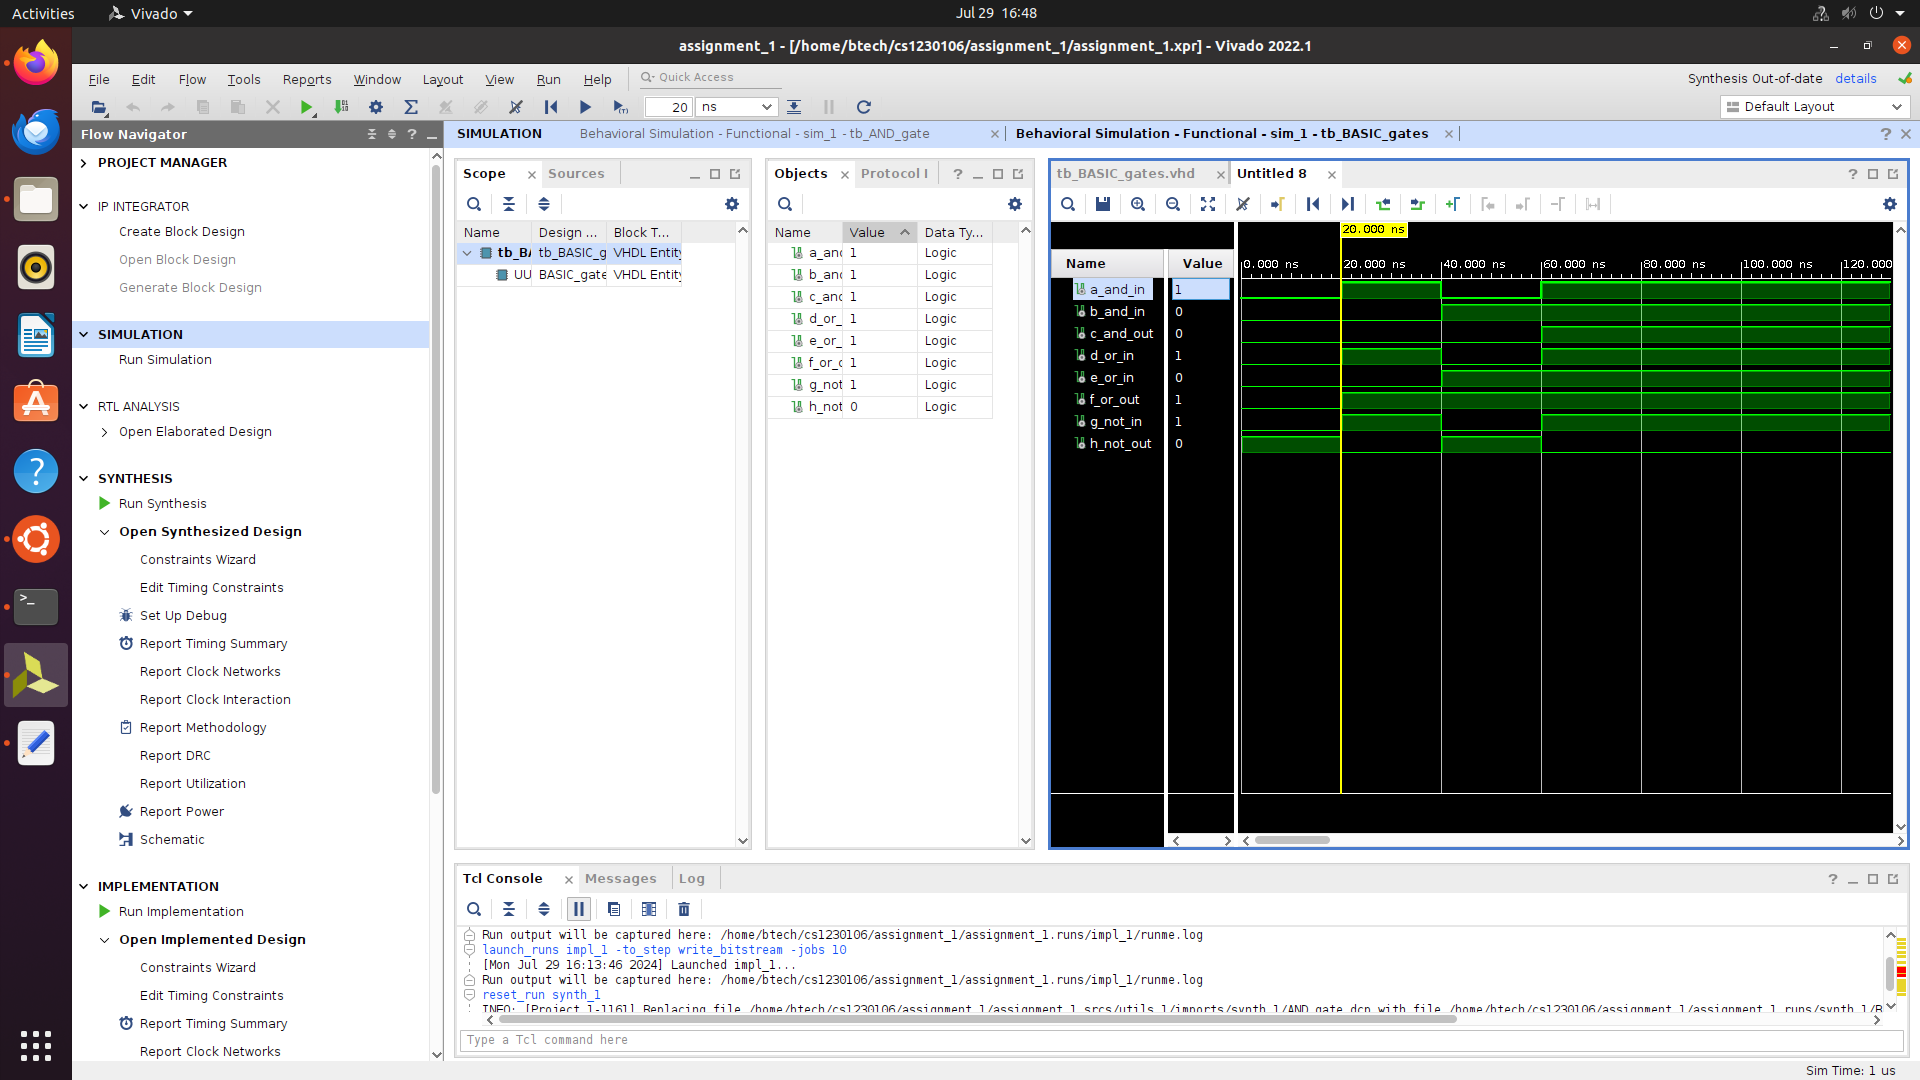 Activities
Vivado
Jul 29 16:48
assignment_1 - [/home/btech/cs1230106/assignment_1/assignment_1.xpr] - Vivado 2022.1
File Edit Flow Tools Reports Window Layout View Run Help
Quick Access
Synthesis Out-of-date details
20 ns
Default Layout
Flow Navigator
PROJECT MANAGER
IP INTEGRATOR
Create Block Design
Open Block Design
Generate Block Design
SIMULATION
Run Simulation
RTL ANALYSIS
Open Elaborated Design
SYNTHESIS
Run Synthesis
Open Synthesized Design
Constraints Wizard
Edit Timing Constraints
Set Up Debug
Report Timing Summary
Report Clock Networks
Report Clock Interaction
Report Methodology
Report DRC
Report Utilization
Report Power
Schematic
IMPLEMENTATION
Run Implementation
Open Implemented Design
Constraints Wizard
Edit Timing Constraints
Report Timing Summary
Report Clock Networks
SIMULATION
Behavioral Simulation - Functional - sim_1 - tb_AND_gate
Behavioral Simulation - Functional - sim_1 - tb_BASIC_gates
Scope Sources
Name Design ... Block T...
tb_BA tb_BASIC_g VHDL Entity
UU BASIC_gate VHDL Entity
Objects Protocol I
Name Value Data Ty...
a_and 1 Logic
b_and 1 Logic
c_and 1 Logic
d_or_ 1 Logic
e_or_ 1 Logic
f_or_o 1 Logic
g_not 1 Logic
h_not 0 Logic
tb_BASIC_gates.vhd Untitled 8
20.000 ns
Name Value
0.000 ns 20.000 ns 40.000 ns 60.000 ns 80.000 ns 100.000 ns 120.000
a_and_in 1
b_and_in 0
c_and_out 0
d_or_in 1
e_or_in 0
f_or_out 1
g_not_in 1
h_not_out 0
Tcl Console Messages Log
Run output will be captured here: /home/btech/cs1230106/assignment_1/assignment_1.runs/impl_1/runme.log
launch_runs impl_1 -to_step write_bitstream -jobs 10
[Mon Jul 29 16:13:46 2024] Launched impl_1...
Run output will be captured here: /home/btech/cs1230106/assignment_1/assignment_1.runs/impl_1/runme.log
reset_run synth_1
INFO: [Project 1-1161] Replacing file /home/btech/cs1230106/assignment_1/assignment_1.srcs/utils_1/imports/synth_1/AND_gate.dcp with file /home/btech/cs1230106/assignment_1/assignment_1.runs/synth_1/B
Type a Tcl command here
Sim Time: 1 us